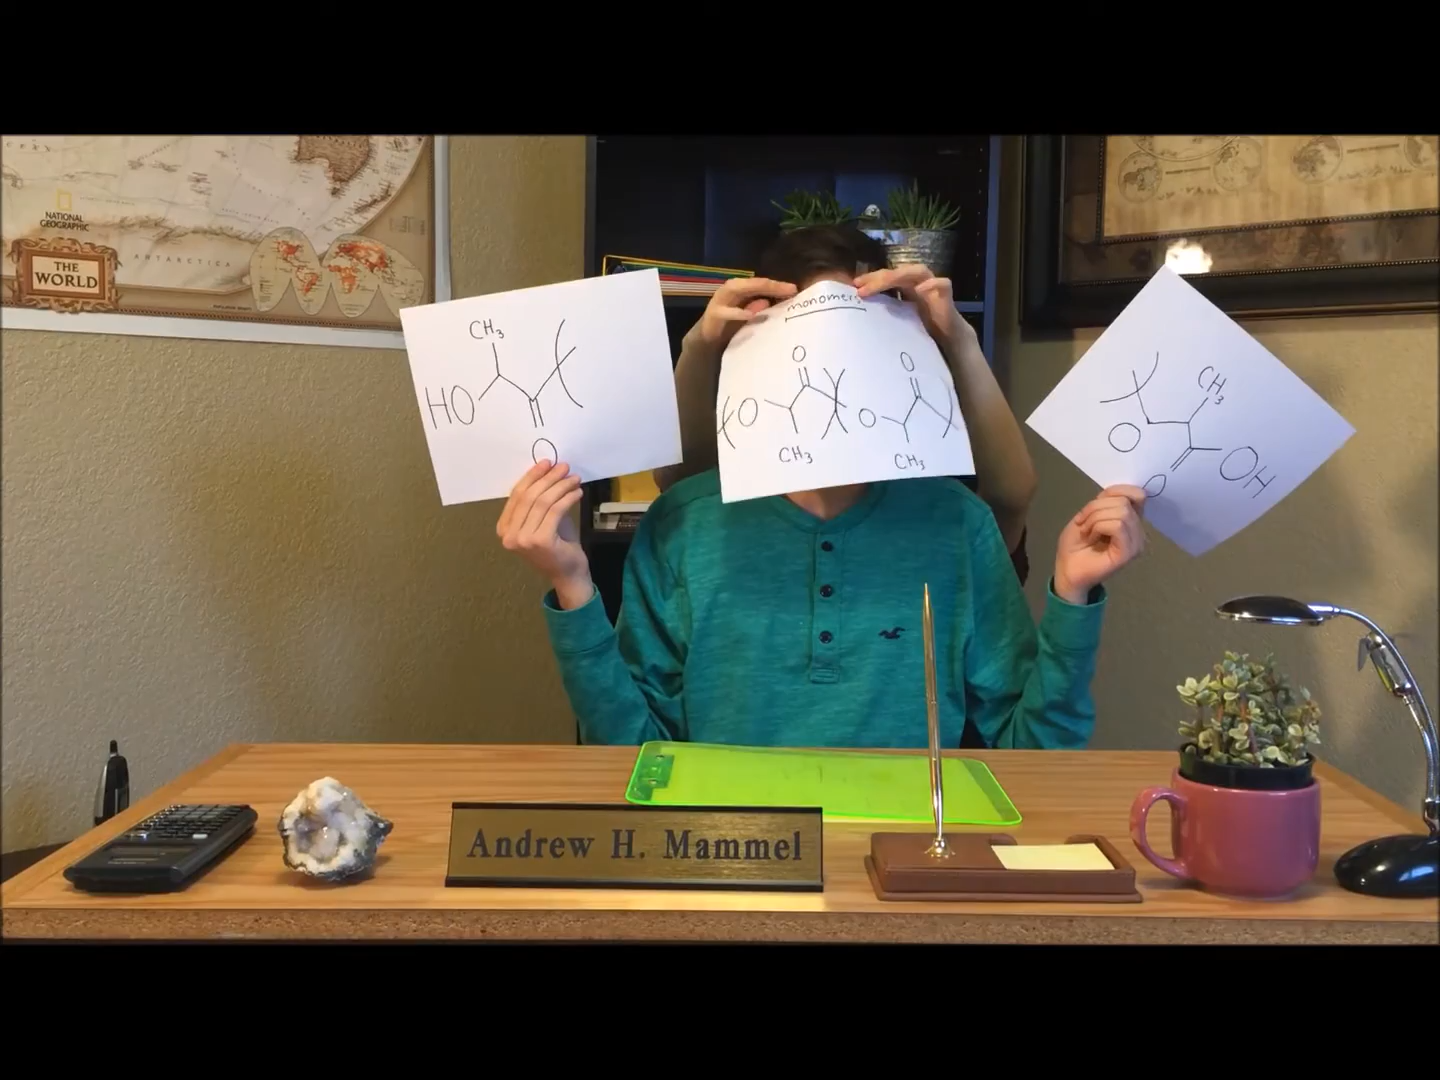 NATIONAL
GEOGRAPHIC
THE
WORLD
ANTARCTICA
CH3
HO
O
monomers
O
O
O
O
CH3
CH3
CH3
O
O
OH
Andrew H. Mammel